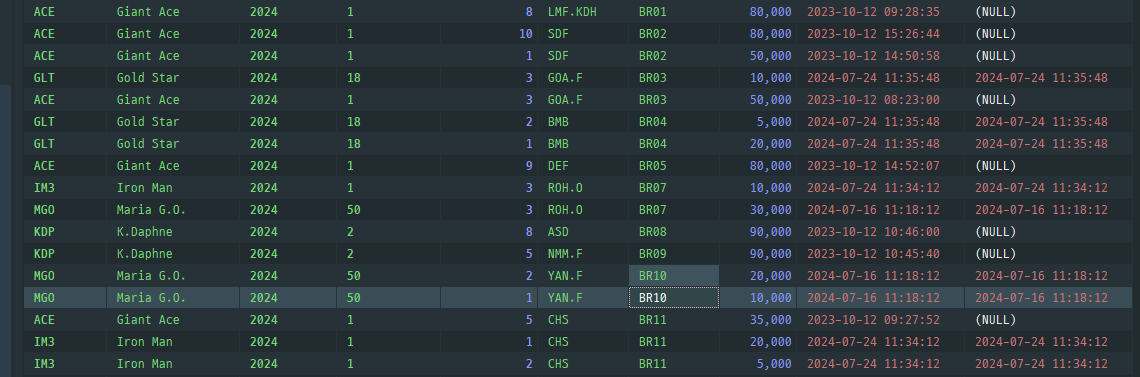 ACE Giant Ace 2024 1 8 LMF.KDH BR01 80,000 2023-10-12 09:28:35 (NULL)
ACE Giant Ace 2024 1 10 SDF BR02 80,000 2023-10-12 15:26:44 (NULL)
ACE Giant Ace 2024 1 1 SDF BR02 50,000 2023-10-12 14:50:58 (NULL)
GLT Gold Star 2024 18 3 GOA.F BR03 10,000 2024-07-24 11:35:48 2024-07-24 11:35:48
ACE Giant Ace 2024 1 3 GOA.F BR03 50,000 2023-10-12 08:23:00 (NULL)
GLT Gold Star 2024 18 2 BMB BR04 5,000 2024-07-24 11:35:48 2024-07-24 11:35:48
GLT Gold Star 2024 18 1 BMB BR04 20,000 2024-07-24 11:35:48 2024-07-24 11:35:48
ACE Giant Ace 2024 1 9 DEF BR05 80,000 2023-10-12 14:52:07 (NULL)
IM3 Iron Man 2024 1 3 ROH.O BR07 10,000 2024-07-24 11:34:12 2024-07-24 11:34:12
MGO Maria G.O. 2024 50 3 ROH.O BR07 30,000 2024-07-16 11:18:12 2024-07-16 11:18:12
KDP K.Daphne 2024 2 8 ASD BR08 90,000 2023-10-12 10:46:00 (NULL)
KDP K.Daphne 2024 2 5 NMM.F BR09 90,000 2023-10-12 10:45:40 (NULL)
MGO Maria G.O. 2024 50 2 YAN.F BR10 20,000 2024-07-16 11:18:12 2024-07-16 11:18:12
MGO Maria G.O. 2024 50 1 YAN.F BR10 10,000 2024-07-16 11:18:12 2024-07-16 11:18:12
ACE Giant Ace 2024 1 5 CHS BR11 35,000 2023-10-12 09:27:52 (NULL)
IM3 Iron Man 2024 1 1 CHS BR11 20,000 2024-07-24 11:34:12 2024-07-24 11:34:12
IM3 Iron Man 2024 1 2 CHS BR11 5,000 2024-07-24 11:34:12 2024-07-24 11:34:12